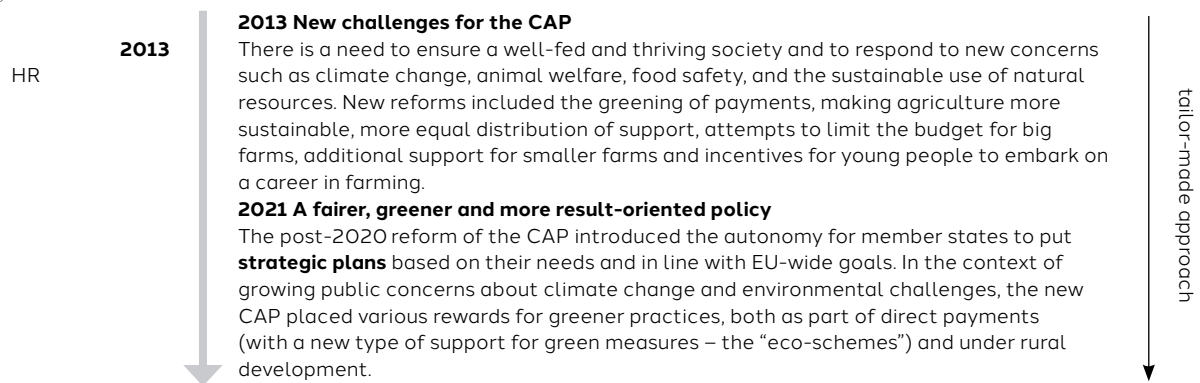 2013 New challenges for the CAP
2013
There is a need to ensure a well-fed and thriving society and to respond to new concerns
HR
such as climate change, animal welfare, food safety, and the sustainable use of natural
resources. New reforms included the greening of payments, making agriculture more
sustainable, more equal distribution of support, attempts to limit the budget for big
farms, additional support for smaller farms and incentives for young people to embark on
a career in farming.
2021 A fairer, greener and more result-oriented policy
The post-2020 reform of the CAP introduced the autonomy for member states to put
strategic plans based on their needs and in line with EU-wide goals. In the context of
growing public concerns about climate change and environmental challenges, the new
CAP placed various rewards for greener practices, both as part of direct payments
(with a new type of support for green measures – the “eco-schemes”) and under rural
development.
tailor-made approach